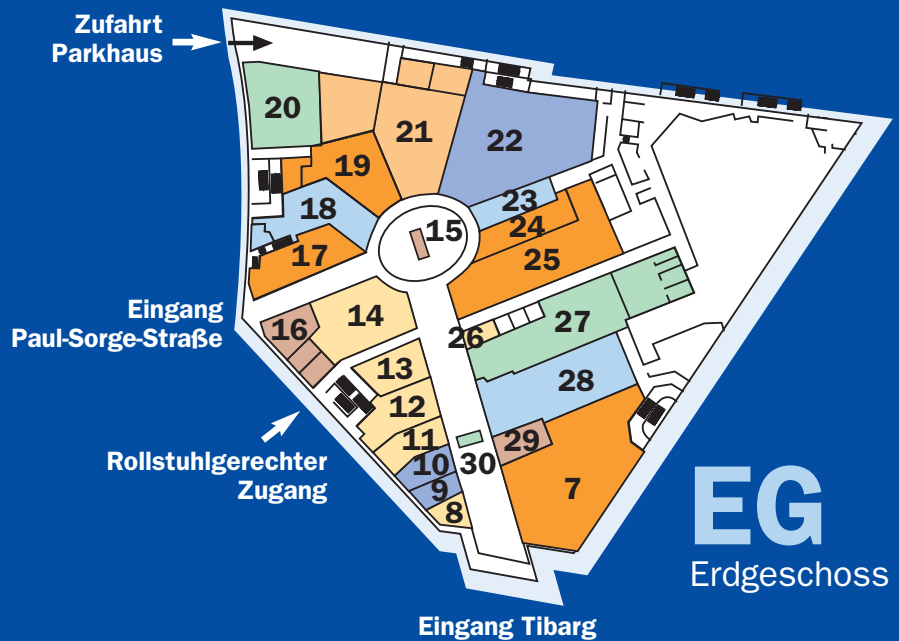 Zufahrt
Parkhaus
20
21
22
19
18
23
15
24
17
25
Eingang
Paul-Sorge-Straße
16
14
26
27
13
28
12
11
29
10
30
9
8
7
Rollstuhlgerechter
Zugang
EG
Erdgeschoss
Eingang Tibarg